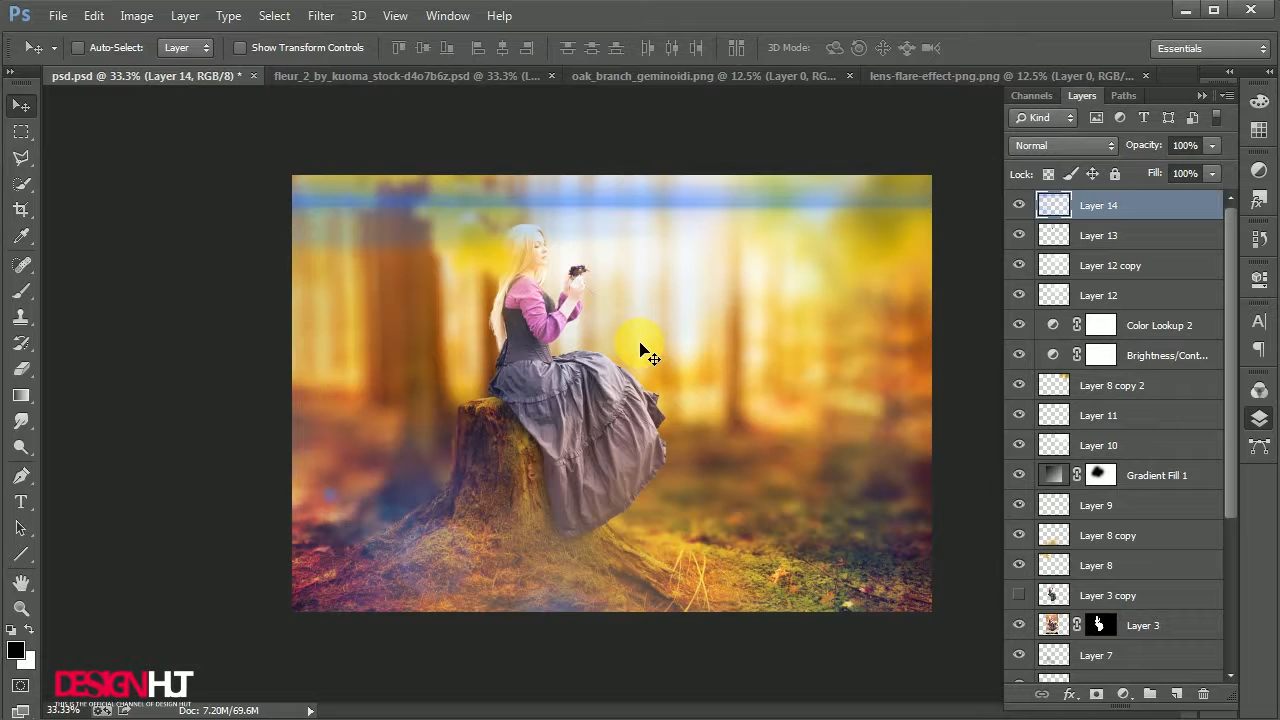 Ps File Edit Image Layer Type Select Filter 3D View Window Help
Auto-Select: Layer Show Transform Controls 3D Mode: Essentials
psd.psd @ 33.3% (Layer 14, RGB/8) * × fleur_2_by_kuoma_stock-d4o7b6z.psd @ 33.3% (L... × oak_branch_geminoidi.png @ 12.5% (Layer 0, RG... × lens-flare-effect-png.png @ 12.5% (Layer 0, RGB/... ×
Channels Layers Paths
Kind
Normal Opacity: 100%
Lock: Fill: 100%
Layer 14
Layer 13
Layer 12 copy
Layer 12
Color Lookup 2
Brightness/Cont...
Layer 8 copy 2
Layer 11
Layer 10
Gradient Fill 1
Layer 9
Layer 8 copy
Layer 8
Layer 3 copy
Layer 3
Layer 7
DESIGN HUT
THIS IS THE OFFICIAL CHANNEL OF DESIGN HUT
33.33% Doc: 7.20M/69.6M